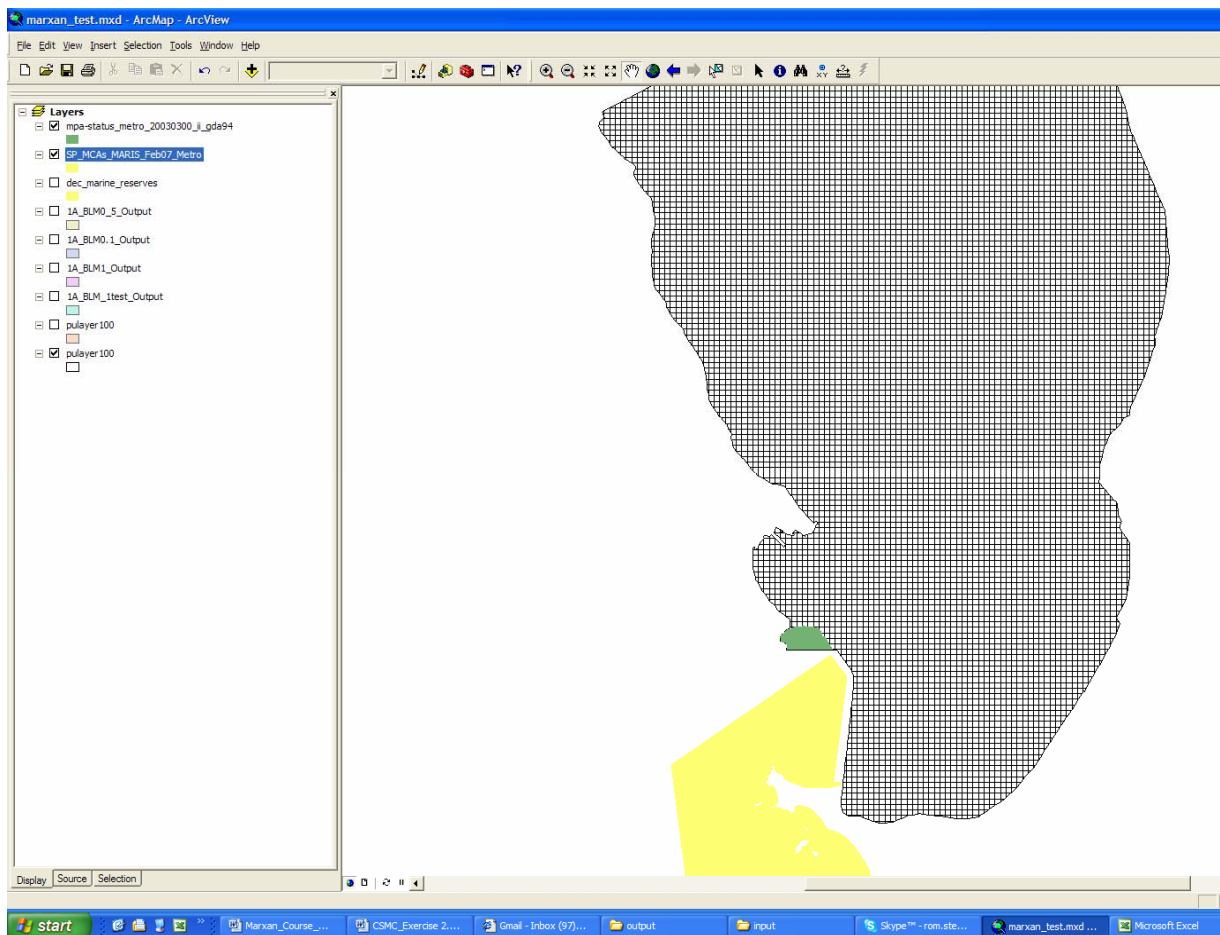 marxan_test.mxd - ArcMap - ArcView
File Edit View Insert Selection Tools Window Help
Layers
mpa-status_metro_20030300_ii_gda94
SP_MCAs_MARIS_Feb07_Metro
dec_marine_reserves
1A_BLM0_5_Output
1A_BLM0.1_Output
1A_BLM1_Output
1A_BLM_1test_Output
pulayer100
pulayer100
Display Source Selection
start
Marxan_Course_...
CSMC_Exercise 2....
Gmail - Inbox (97)...
output
input
Skype™ - rom.ste...
marxan_test.mxd ...
Microsoft Excel